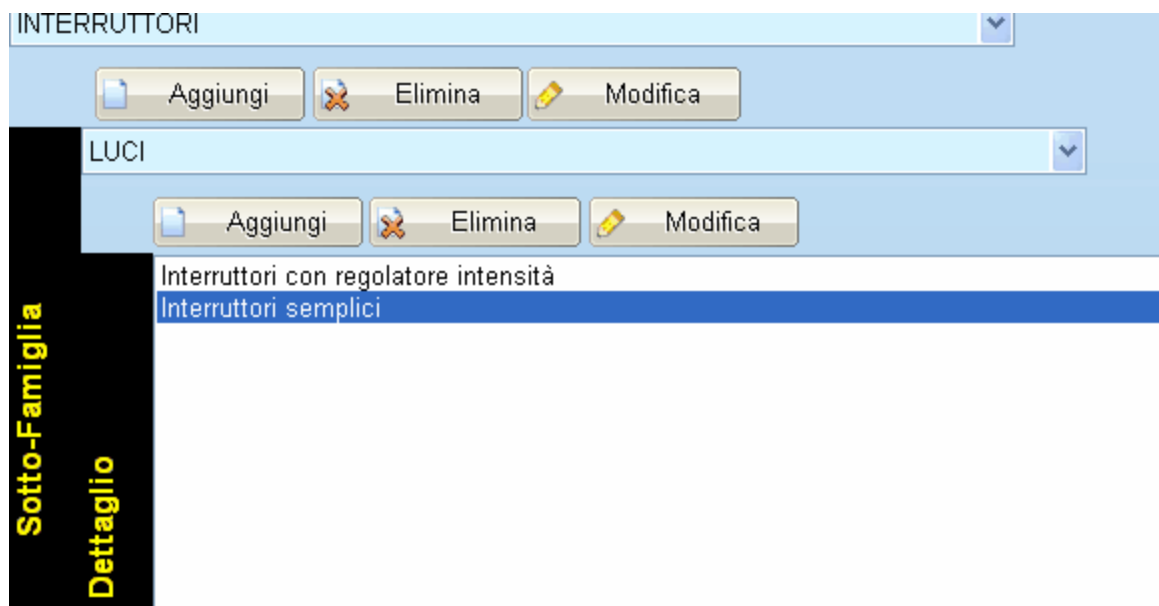 INTERRUTTORI
Aggiungi Elimina Modifica
LUCI
Aggiungi Elimina Modifica
Interruttori con regolatore intensità
Interruttori semplici
Sotto-Famiglia
Dettaglio